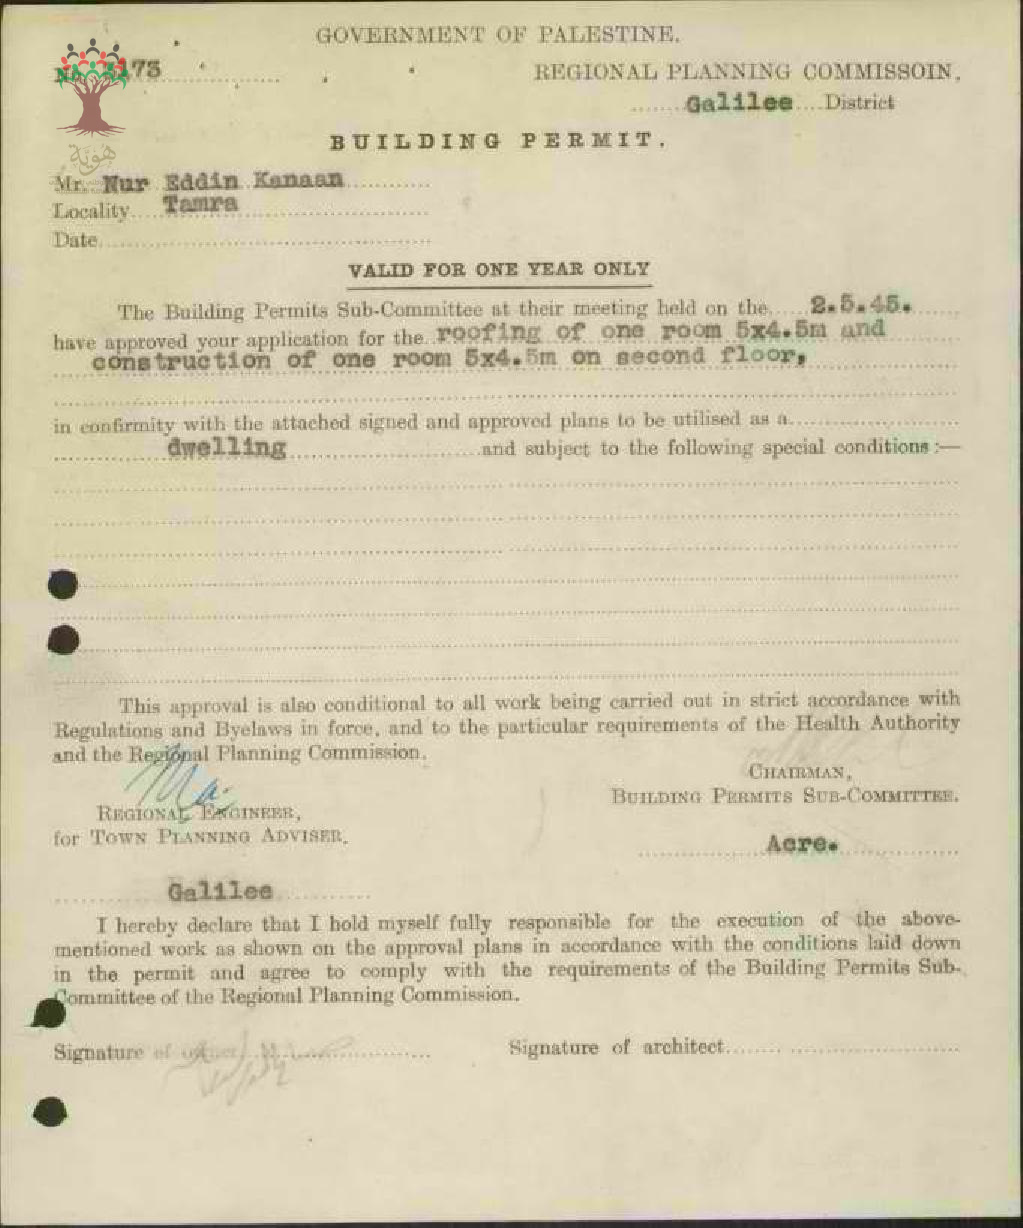 GOVERNMENT OF PALESTINE.
173
REGIONAL PLANNING COMMISSOIN.
Galilee District
BUILDING PERMIT.
هويّة
Mr. Nur Eddin Kanaan
Locality Tamra
Date
VALID FOR ONE YEAR ONLY
The Building Permits Sub-Committee at their meeting held on the 2.5.45.
have approved your application for the roofing of one room 5x4.5m and
construction of one room 5x4.5m on second floor,
in confirmity with the attached signed and approved plans to be utilised as a
dwelling and subject to the following special conditions :—
This approval is also conditional to all work being carried out in strict accordance with
Regulations and Byelaws in force, and to the particular requirements of the Health Authority
and the Regional Planning Commission.
CHAIRMAN,
BUILDING PERMITS SUB-COMMITTEE.
REGIONAL ENGINEER,
for TOWN PLANNING ADVISER.
Acre.
Galilee
I hereby declare that I hold myself fully responsible for the execution of the above-
mentioned work as shown on the approval plans in accordance with the conditions laid down
in the permit and agree to comply with the requirements of the Building Permits Sub-
Committee of the Regional Planning Commission.
Signature of owner
Signature of architect